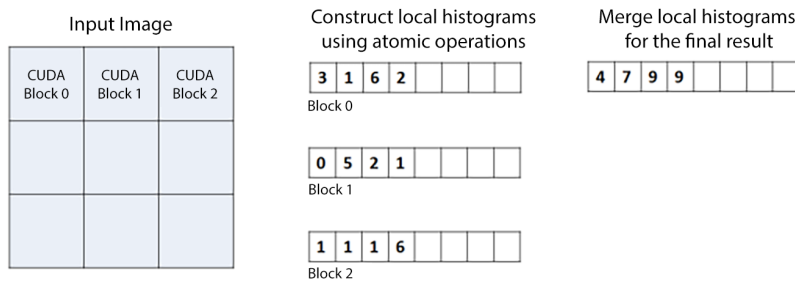 Input Image
CUDA
Block 0
CUDA
Block 1
CUDA
Block 2
Construct local histograms
using atomic operations
3 1 6 2
Block 0
0 5 2 1
Block 1
1 1 1 6
Block 2
Merge local histograms
for the final result
4 7 9 9